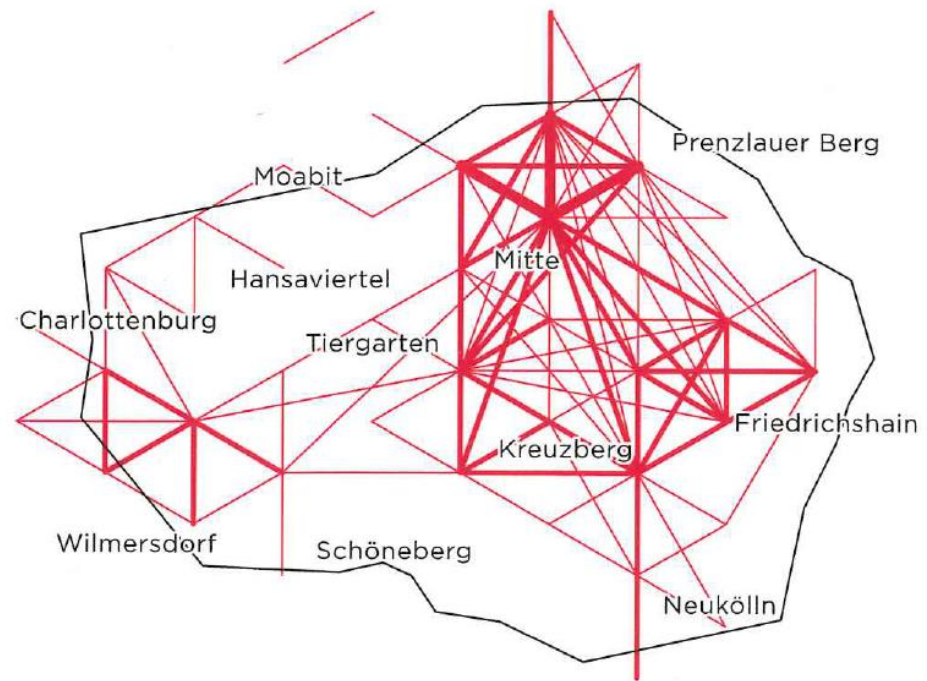 Prenzlauer Berg
Moabit
Mitte
Hansaviertel
Charlottenburg
Tiergarten
Friedrichshain
Kreuzberg
Wilmersdorf
Schöneberg
Neukölln